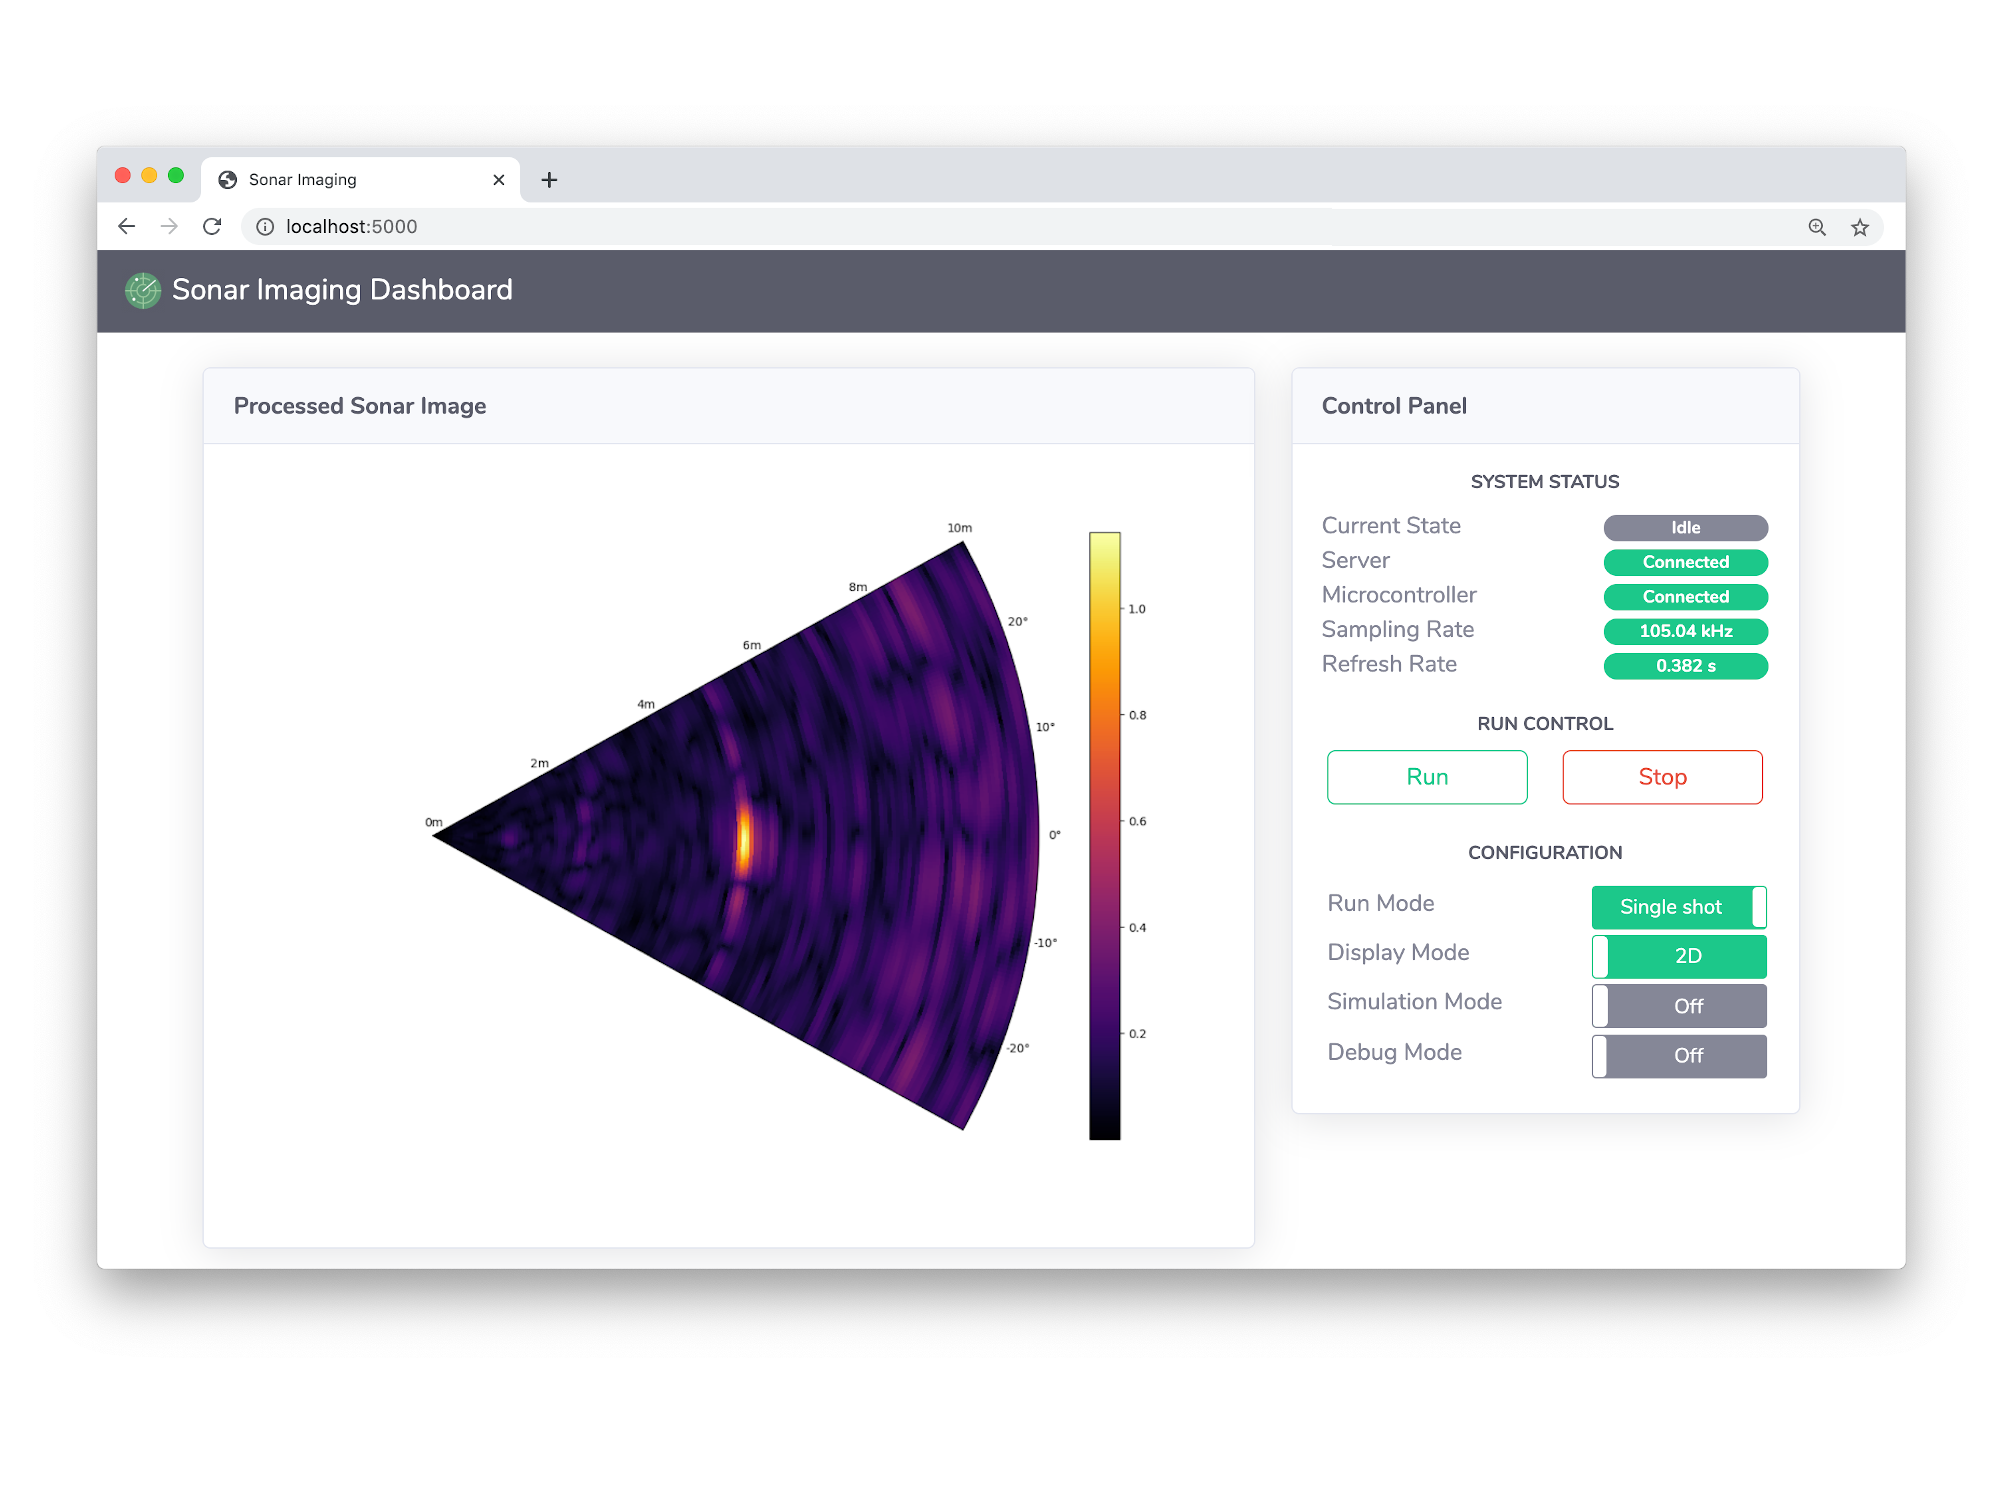 Sonar Imaging
localhost:5000
Sonar Imaging Dashboard
Processed Sonar Image
10m
8m
6m
4m
2m
0m
20°
10°
0°
-10°
-20°
1.0
0.8
0.6
0.4
0.2
Control Panel
SYSTEM STATUS
Current State Idle
Server Connected
Microcontroller Connected
Sampling Rate 105.04 kHz
Refresh Rate 0.382 s
RUN CONTROL
Run Stop
CONFIGURATION
Run Mode Single shot
Display Mode 2D
Simulation Mode Off
Debug Mode Off